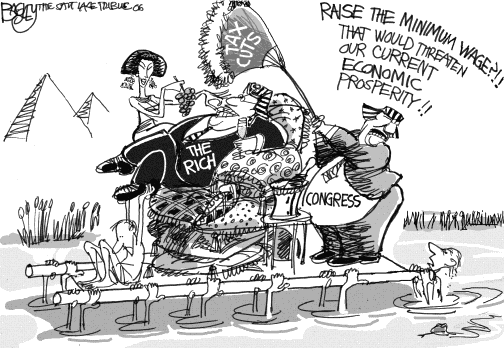 Bagley THE SALT LAKE TRIBUNE 06
RAISE THE MINIMUM WAGE?!!
THAT WOULD THREATEN
OUR CURRENT
ECONOMIC
PROSPERITY!!
TAX
CUTS
THE
RICH
CONGRESS